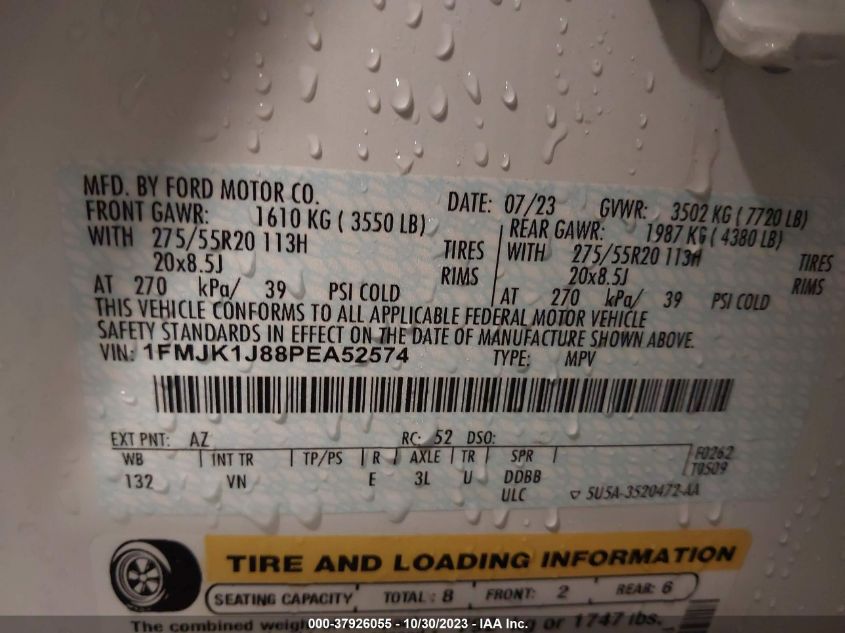 MFD. BY FORD MOTOR CO.
DATE: 07/23 GVWR: 3502 KG ( 7720 LB)
FRONT GAWR: 1610 KG ( 3550 LB)
WITH 275/55R20 113H TIRES
20x8.5J RIMS
AT 270 kPa/ 39 PSI COLD
REAR GAWR: 1987 KG ( 4380 LB)
WITH 275/55R20 113H TIRES
20x8.5J RIMS
AT 270 kPa/ 39 PSI COLD
THIS VEHICLE CONFORMS TO ALL APPLICABLE FEDERAL MOTOR VEHICLE
SAFETY STANDARDS IN EFFECT ON THE DATE OF MANUFACTURE SHOWN ABOVE.
VIN: 1FMJK1J88PEA52574 TYPE: MPV
EXT PNT: AZ RC: 52 DSO:
WB INT TR TP/PS R AXLE TR SPR F0262
132 VN E 3L U DDBB T0509
ULC 5U5A-3520472-AA
TIRE AND LOADING INFORMATION
SEATING CAPACITY TOTAL : 8 FRONT: 2 REAR: 6
The combined or 1747 lbs.
000-37926055 - 10/30/2023 - IAA Inc.